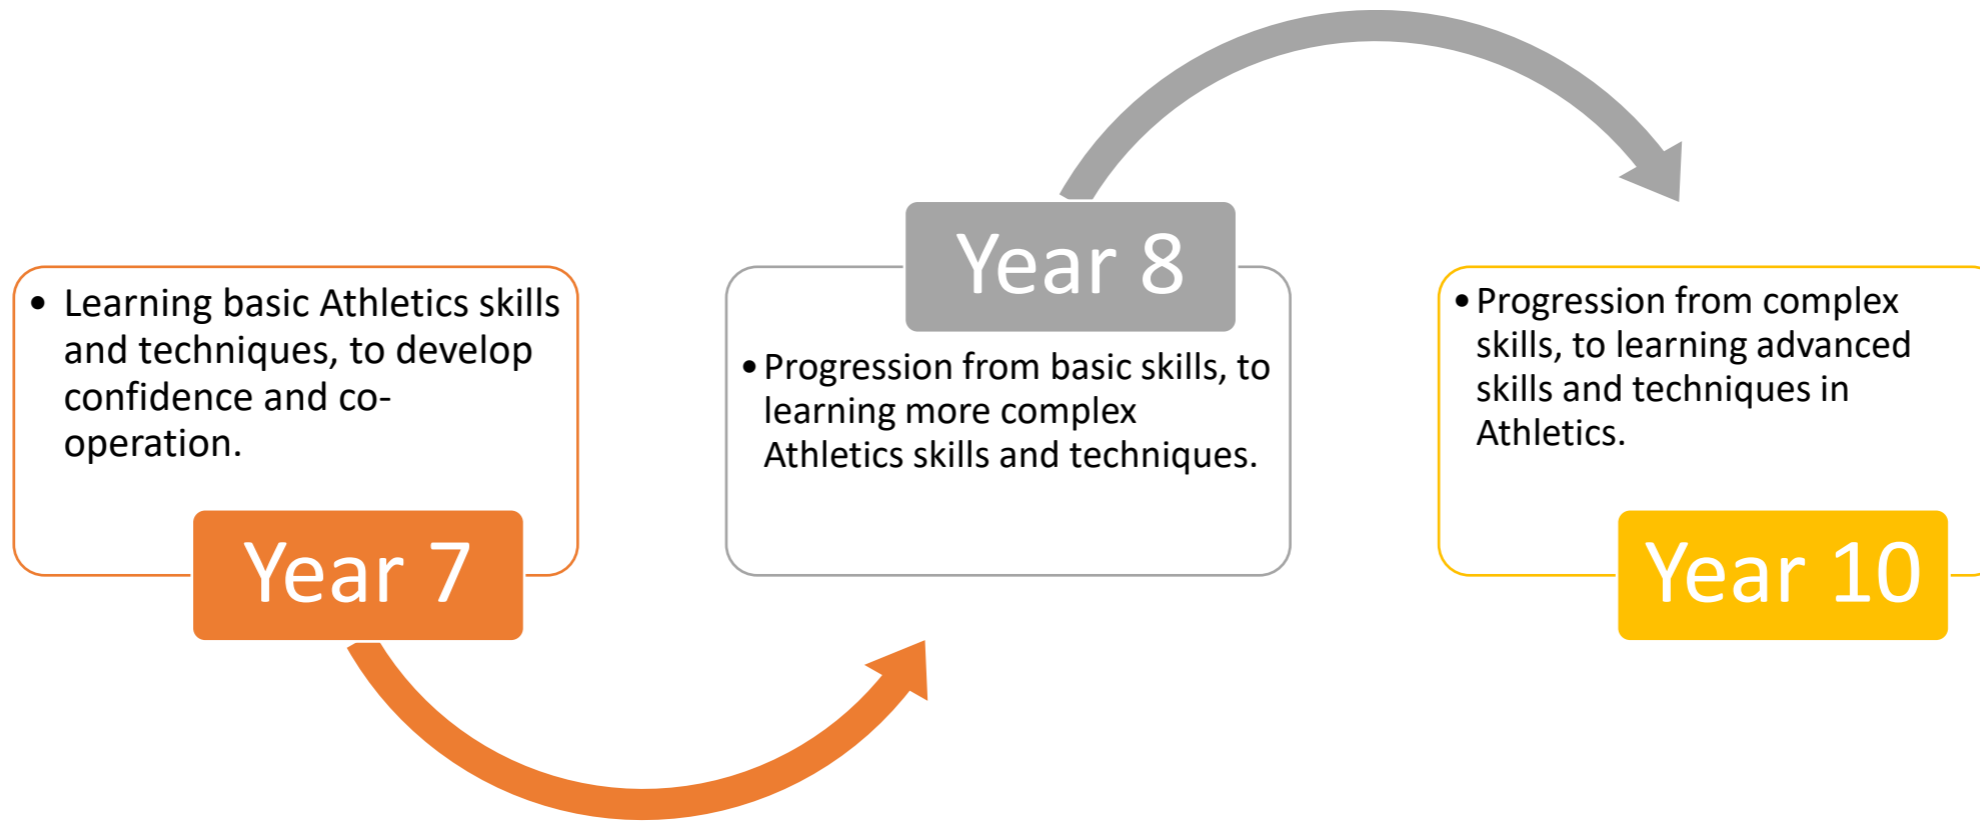 • Learning basic Athletics skills
and techniques, to develop
confidence and co-
operation.
Year 7
Year 8
• Progression from basic skills, to
learning more complex
Athletics skills and techniques.
• Progression from complex
skills, to learning advanced
skills and techniques in
Athletics.
Year 10